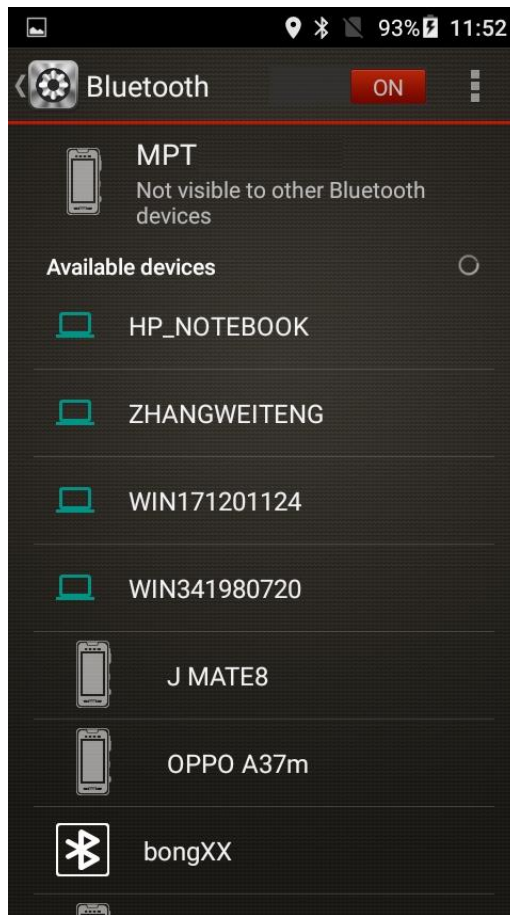 93% 11:52
Bluetooth ON
MPT
Not visible to other Bluetooth
devices
Available devices
HP_NOTEBOOK
ZHANGWEITENG
WIN171201124
WIN341980720
J MATE8
OPPO A37m
bongXX